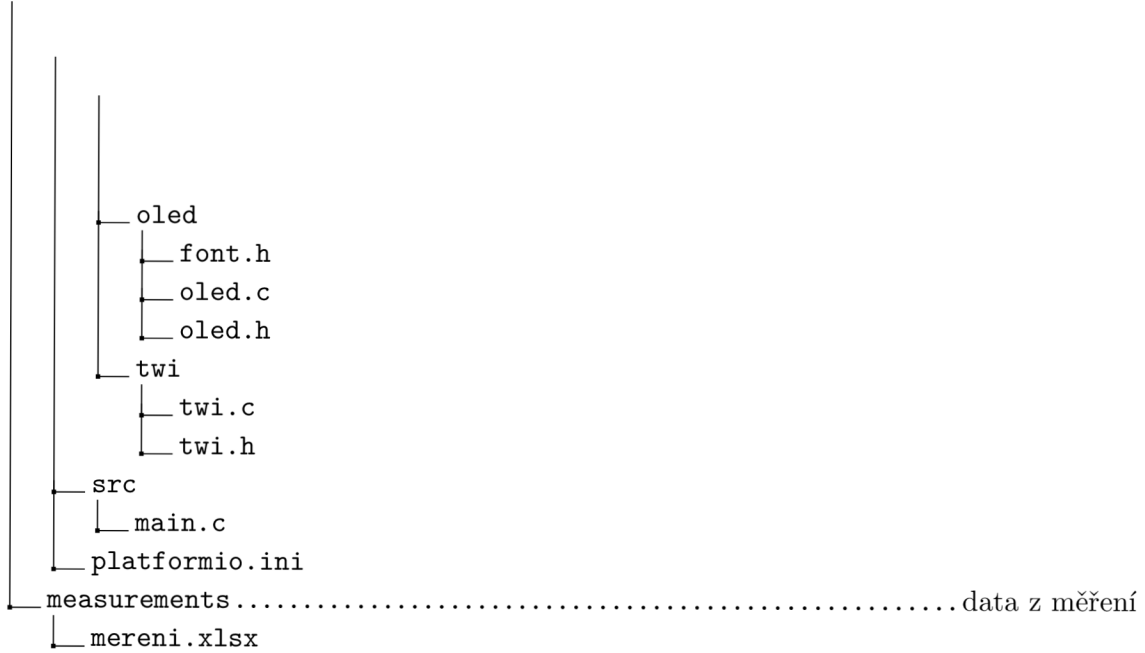 oled
font.h
oled.c
oled.h
twi
twi.c
twi.h
src
main.c
platformio.ini
measurements......................................................data z měření
mereni.xlsx